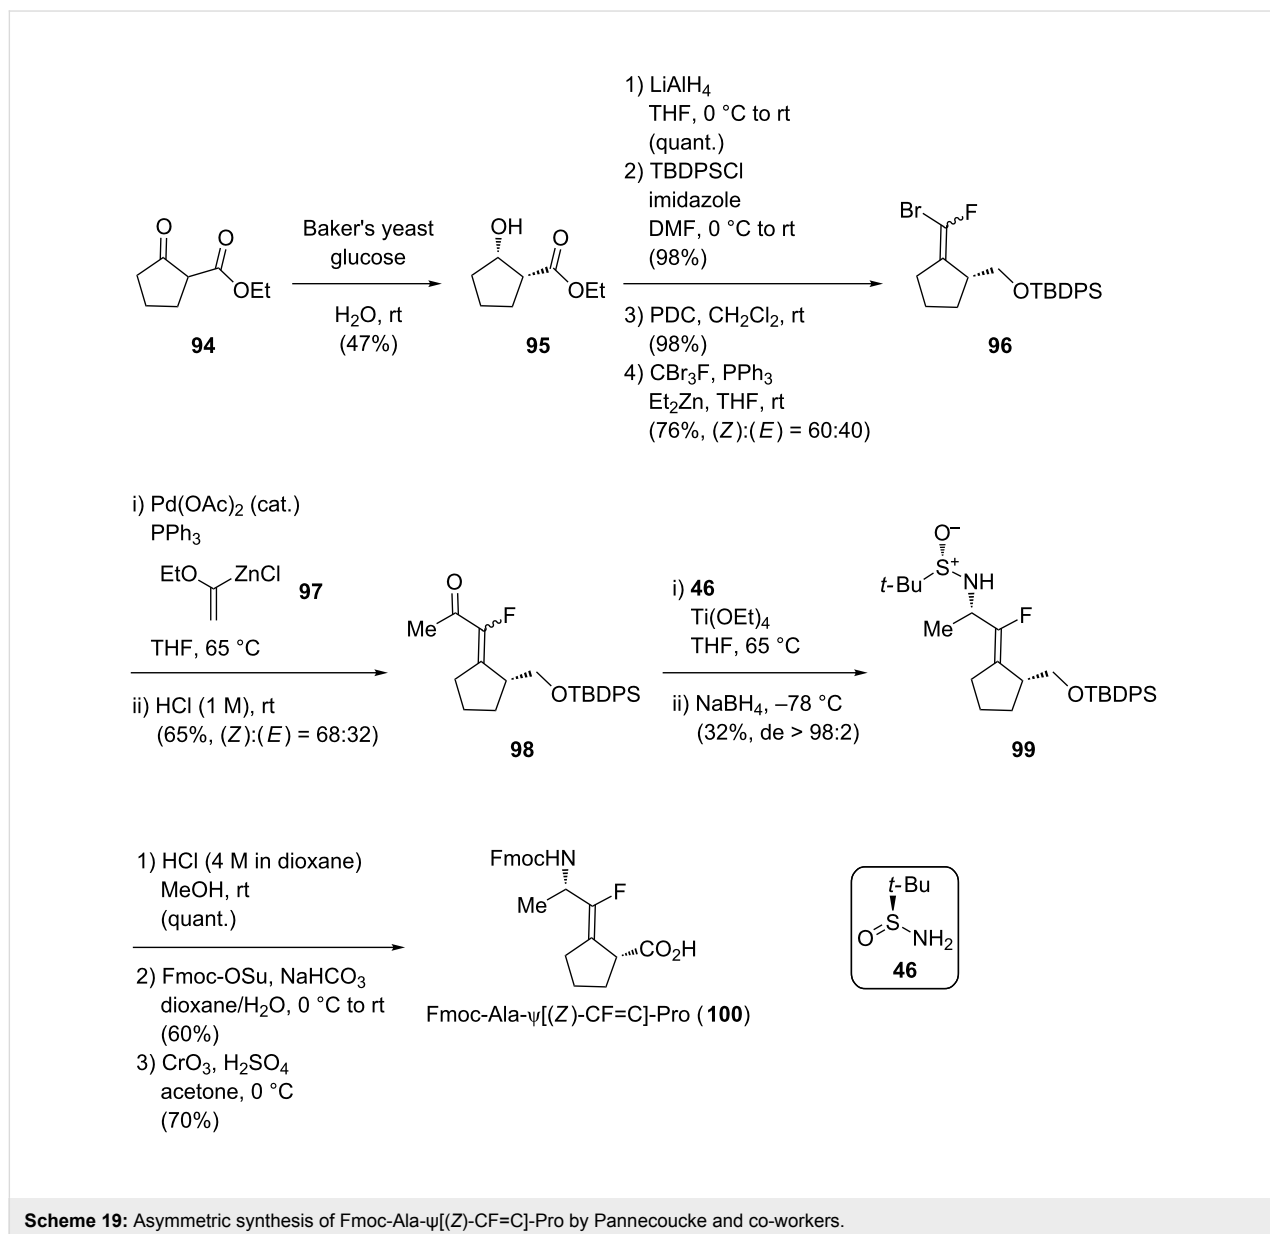 O
O
OEt
94
Baker's yeast
glucose
H2O, rt
(47%)
OH
O
OEt
95
1) LiAlH4
THF, 0 °C to rt
(quant.)
2) TBDPSCl
imidazole
DMF, 0 °C to rt
(98%)
3) PDC, CH2Cl2, rt
(98%)
4) CBr3F, PPh3
Et2Zn, THF, rt
(76%, (Z):(E) = 60:40)
Br
F
OTBDPS
96
i) Pd(OAc)2 (cat.)
PPh3
EtO
ZnCl
97
THF, 65 °C
ii) HCl (1 M), rt
(65%, (Z):(E) = 68:32)
O
Me
F
OTBDPS
98
i) 46
Ti(OEt)4
THF, 65 °C
ii) NaBH4, –78 °C
(32%, de > 98:2)
O–
S+
t-Bu
NH
Me
F
OTBDPS
99
1) HCl (4 M in dioxane)
MeOH, rt
(quant.)
2) Fmoc-OSu, NaHCO3
dioxane/H2O, 0 °C to rt
(60%)
3) CrO3, H2SO4
acetone, 0 °C
(70%)
FmocHN
Me
F
CO2H
Fmoc-Ala-ψ[(Z)-CF=C]-Pro (100)
t-Bu
S
O
NH2
46
Scheme 19: Asymmetric synthesis of Fmoc-Ala-ψ[(Z)-CF=C]-Pro by Pannecoucke and co-workers.